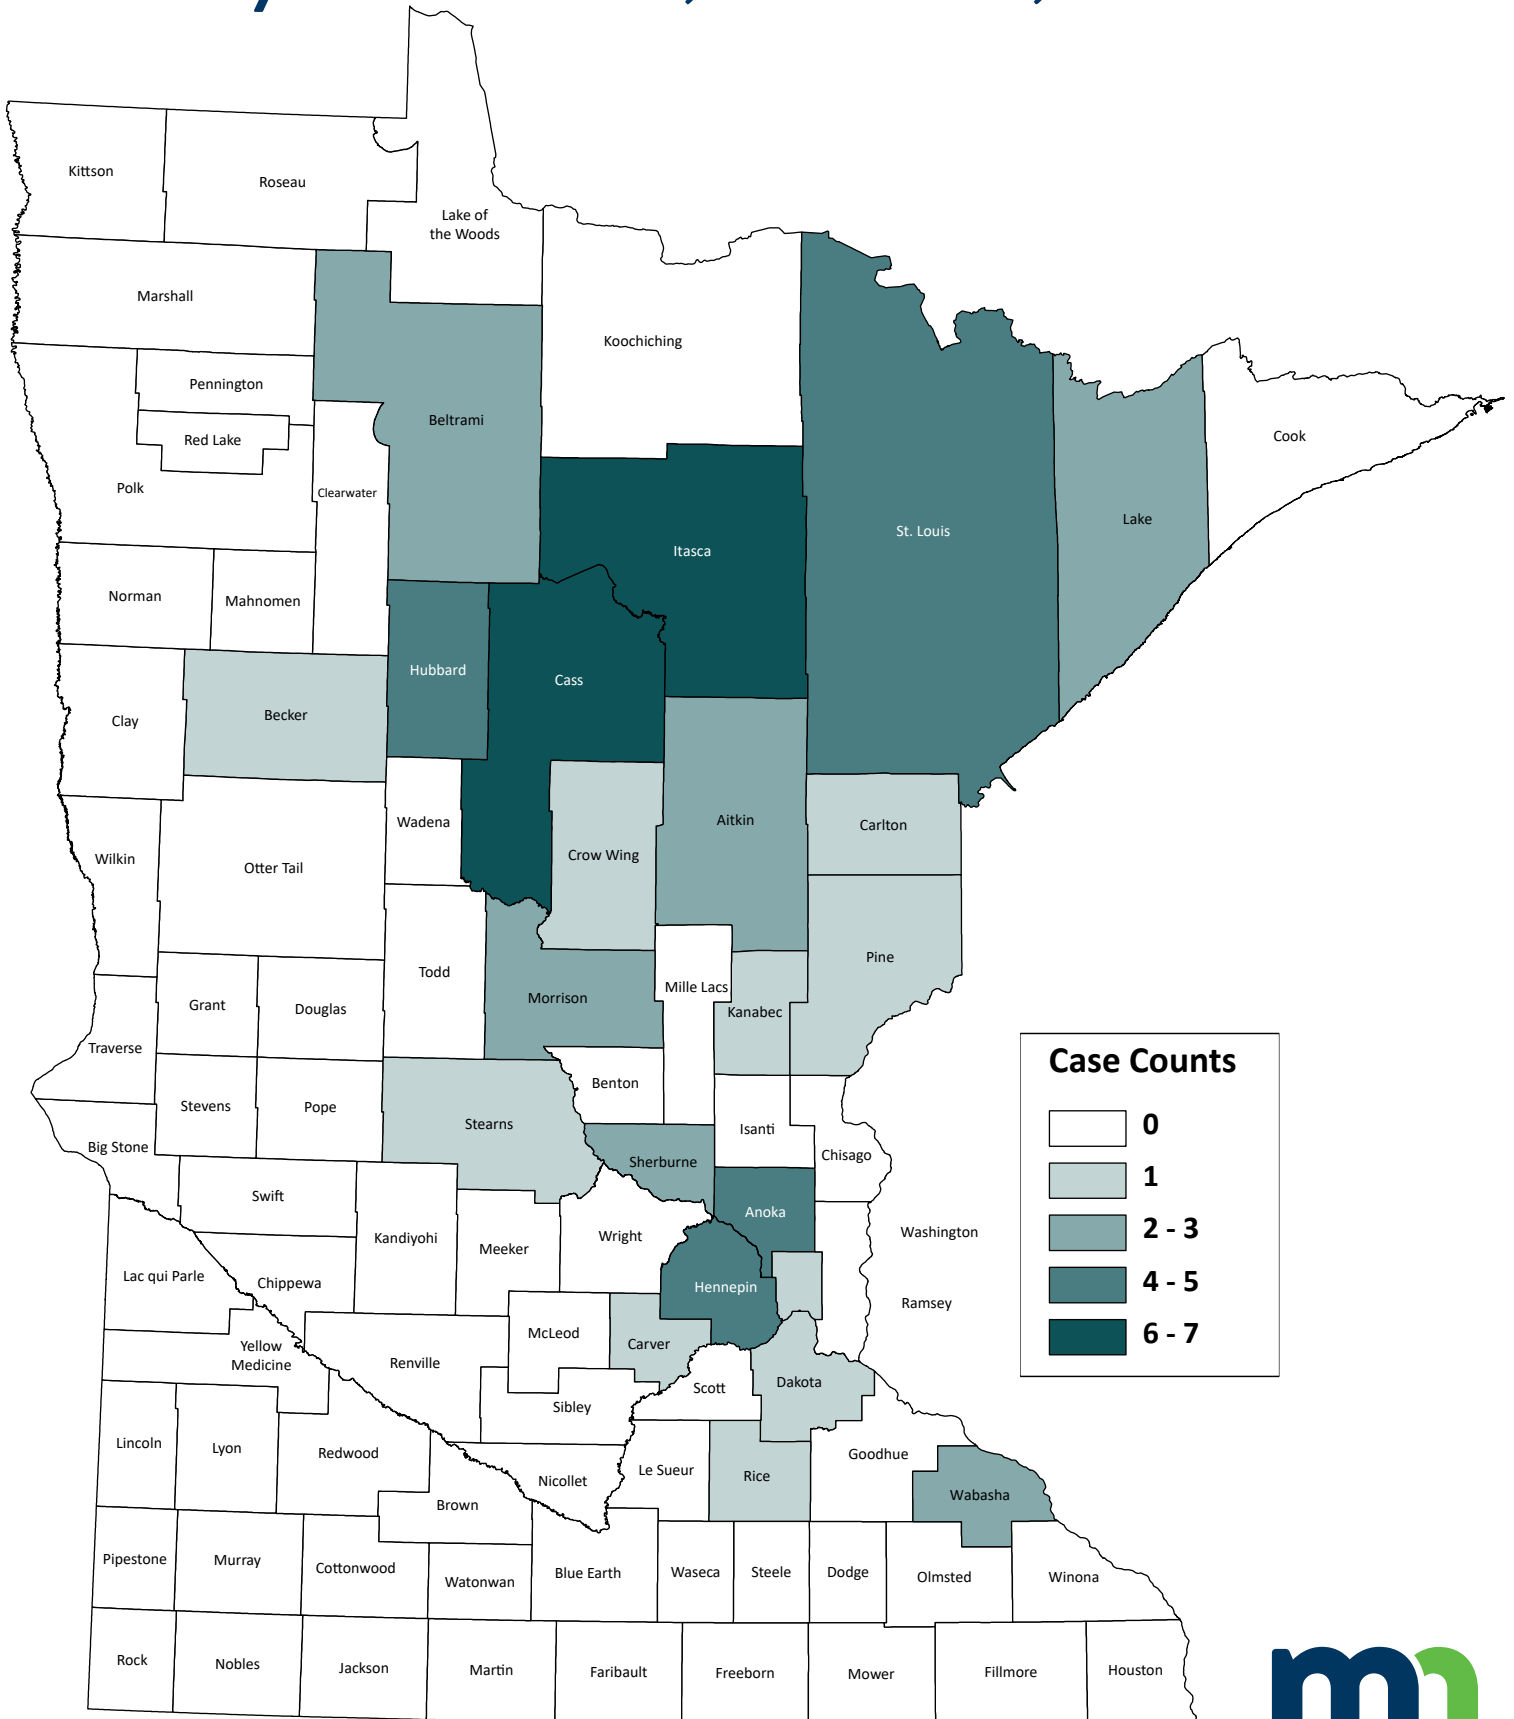 Kittson
Roseau
Lake of
the Woods
Marshall
Koochiching
Pennington
Beltrami
Red Lake
Cook
Polk
Clearwater
Lake
St. Louis
Itasca
Norman
Mahnomen
Hubbard
Cass
Becker
Clay
Wadena
Aitkin
Carlton
Crow Wing
Wilkin
Otter Tail
Pine
Todd
Mille Lacs
Morrison
Grant
Douglas
Kanabec
Traverse
Case Counts
0
1
2 - 3
4 - 5
6 - 7
Benton
Stevens
Pope
Stearns
Isanti
Big Stone
Chisago
Sherburne
Swift
Anoka
Washington
Kandiyohi
Wright
Meeker
Lac qui Parle
Chippewa
Hennepin
Ramsey
McLeod
Carver
Yellow
Medicine
Renville
Scott
Dakota
Sibley
Lincoln
Lyon
Redwood
Goodhue
Le Sueur
Rice
Nicollet
Wabasha
Brown
Pipestone
Murray
Cottonwood
Watonwan
Blue Earth
Waseca
Steele
Dodge
Olmsted
Winona
Rock
Nobles
Jackson
Martin
Faribault
Freeborn
Mower
Fillmore
Houston
mn